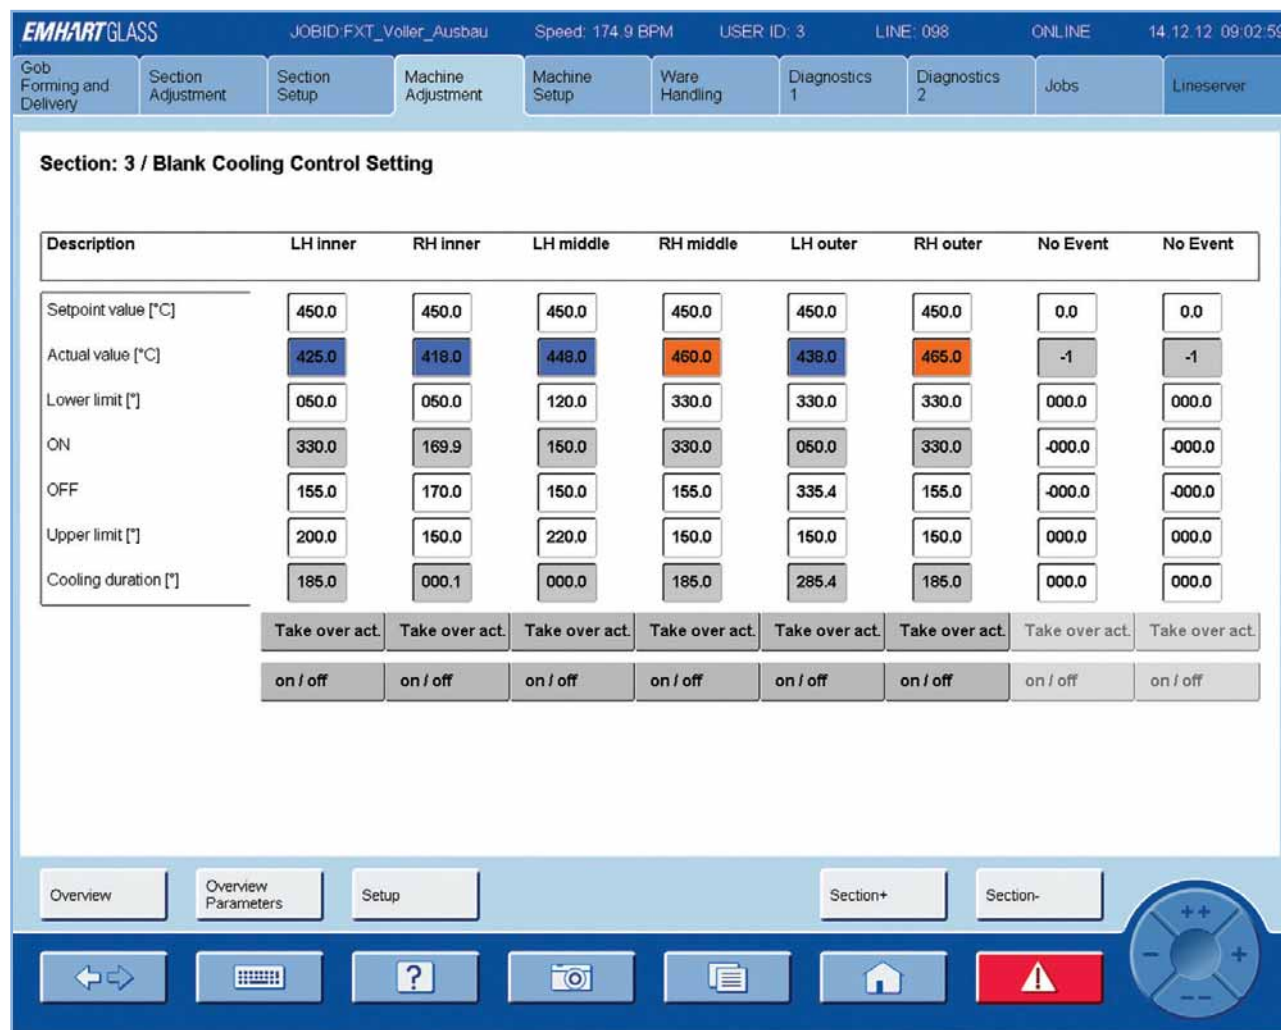 EMHART GLASS JOBID:FXT_Voller_Ausbau Speed: 174.9 BPM USER ID: 3 LINE: 098 ONLINE 14.12.12 09:02:59
Gob Forming and Delivery
Section Adjustment
Section Setup
Machine Adjustment
Machine Setup
Ware Handling
Diagnostics 1
Diagnostics 2
Jobs
Lineserver
Section: 3 / Blank Cooling Control Setting
Description LH inner RH inner LH middle RH middle LH outer RH outer No Event No Event
Setpoint value [°C] 450.0 450.0 450.0 450.0 450.0 450.0 0.0 0.0
Actual value [°C] 425.0 418.0 448.0 460.0 438.0 465.0 -1 -1
Lower limit [°] 050.0 050.0 120.0 330.0 330.0 330.0 000.0 000.0
ON 330.0 169.9 150.0 330.0 050.0 330.0 -000.0 -000.0
OFF 155.0 170.0 150.0 155.0 335.4 155.0 -000.0 -000.0
Upper limit [°] 200.0 150.0 220.0 150.0 150.0 150.0 000.0 000.0
Cooling duration [°] 185.0 000.1 000.0 185.0 285.4 185.0 000.0 000.0
Take over act. Take over act. Take over act. Take over act. Take over act. Take over act. Take over act. Take over act.
on / off on / off on / off on / off on / off on / off on / off on / off
Overview
Overview Parameters
Setup
Section+
Section-
++
- +
--
?
!